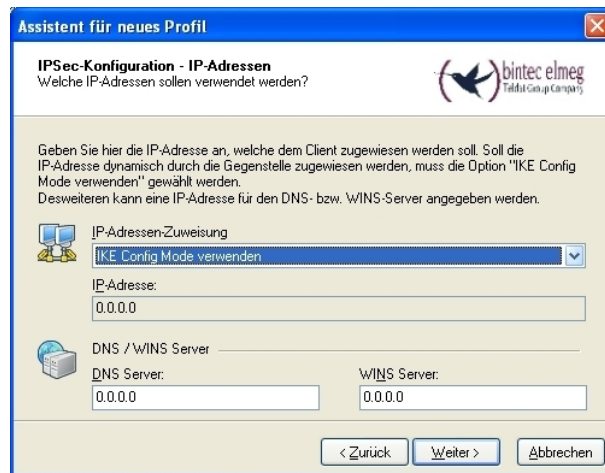 Assistent für neues Profil
IPSec-Konfiguration - IP-Adressen
Welche IP-Adressen sollen verwendet werden?
bintec elmeg
Teldat Group Company
Geben Sie hier die IP-Adresse an, welche dem Client zugewiesen werden soll. Soll die
IP-Adresse dynamisch durch die Gegenstelle zugewiesen werden, muss die Option "IKE Config
Mode verwenden" gewählt werden.
Desweiteren kann eine IP-Adresse für den DNS- bzw. WINS-Server angegeben werden.
IP-Adressen-Zuweisung
IKE Config Mode verwenden
IP-Adresse:
0.0.0.0
DNS / WINS Server
DNS Server: WINS Server:
0.0.0.0 0.0.0.0
< Zurück Weiter > Abbrechen